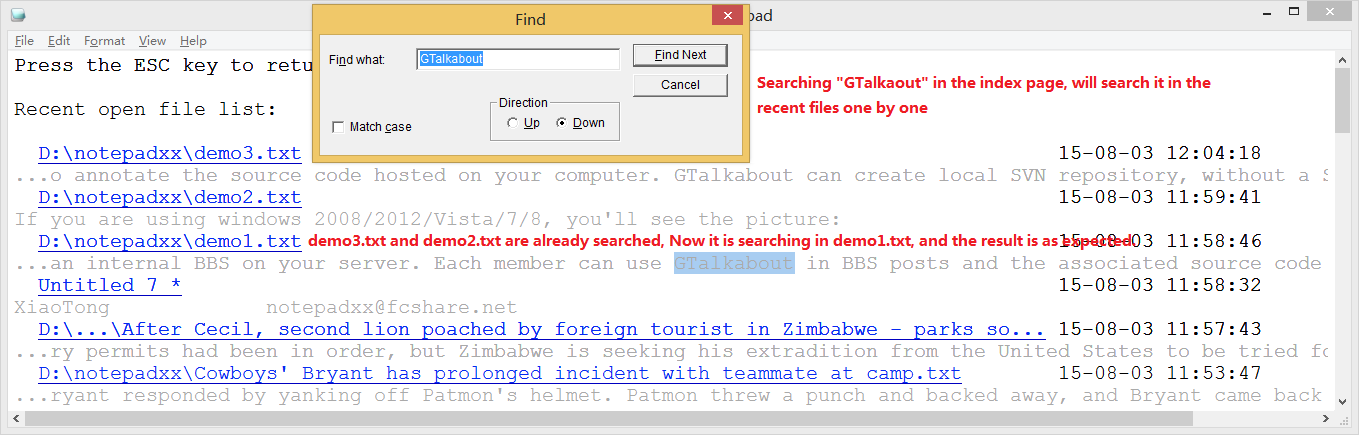 Find
pad
File Edit Format View Help
Find what: GTalkabout Find Next
Cancel
Direction
Match case Up Down
Press the ESC key to retu
Searching "GTalkaout" in the index page, will search it in the
recent files one by one
Recent open file list:
D:\notepadxx\demo3.txt 15-08-03 12:04:18
...o annotate the source code hosted on your computer. GTalkabout can create local SVN repository, without a S
D:\notepadxx\demo2.txt 15-08-03 11:59:41
If you are using windows 2008/2012/Vista/7/8, you'll see the picture:
D:\notepadxx\demo1.txt demo3.txt and demo2.txt are already searched, Now it is searching in demo1.txt, and the result is as expected. 15-08-03 11:58:46
...an internal BBS on your server. Each member can use GTalkabout in BBS posts and the associated source code
Untitled 7 * 15-08-03 11:58:32
XiaoTong notepadxx@fcshare.net
D:\...\After Cecil, second lion poached by foreign tourist in Zimbabwe - parks so... 15-08-03 11:57:43
...ry permits had been in order, but Zimbabwe is seeking his extradition from the United States to be tried fo
D:\notepadxx\Cowboys' Bryant has prolonged incident with teammate at camp.txt 15-08-03 11:53:47
...ryant responded by yanking off Patmon's helmet. Patmon threw a punch and backed away, and Bryant came back